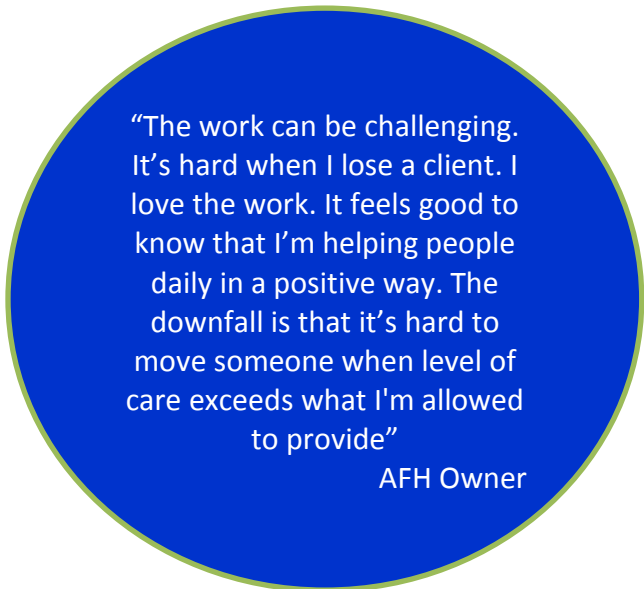 “The work can be challenging.
It’s hard when I lose a client. I
love the work. It feels good to
know that I’m helping people
daily in a positive way. The
downfall is that it’s hard to
move someone when level of
care exceeds what I'm allowed
to provide”
AFH Owner